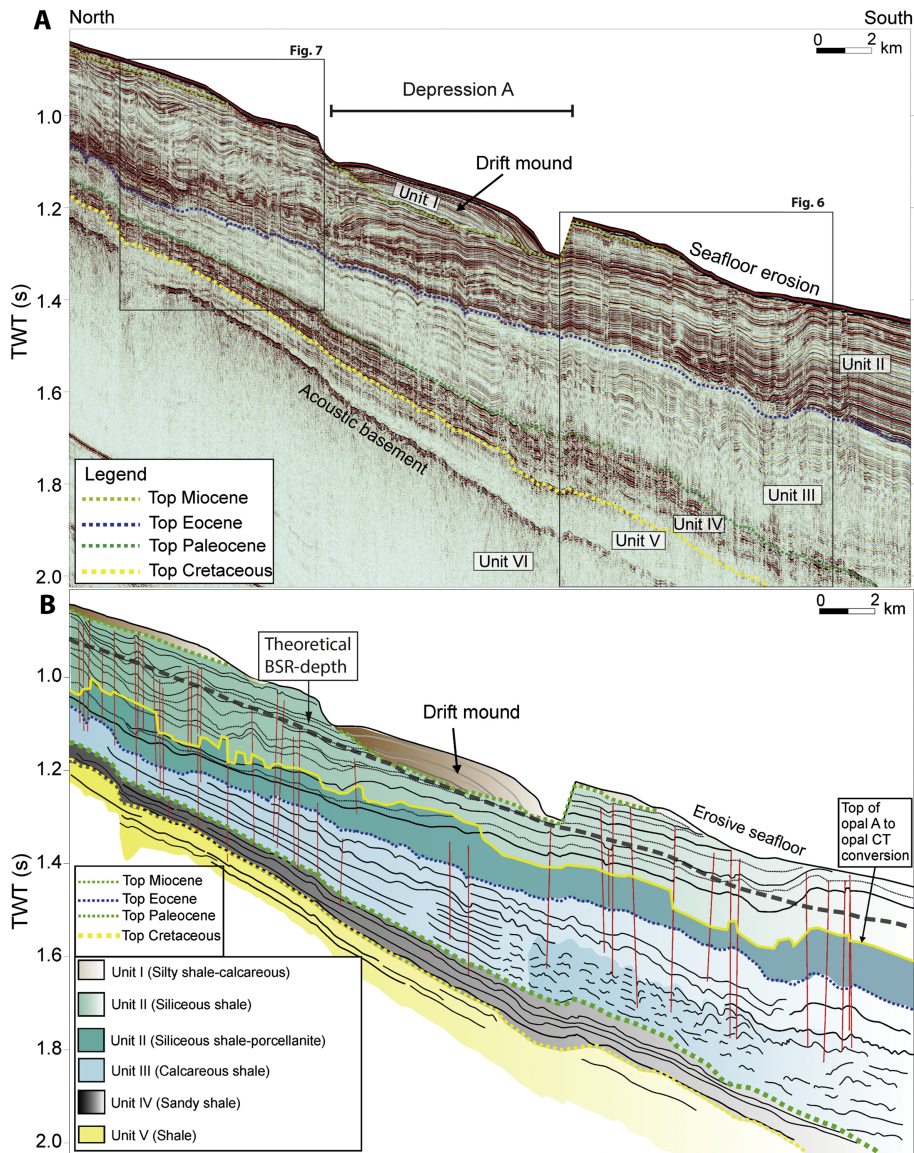 A
North
South
0 2
km
Fig. 7
Depression A
Drift mound
Unit I
Fig. 6
Seafloor erosion
1.0
1.2
1.4
1.6
1.8
2.0
TWT (s)
Unit II
Acoustic basement
Unit III
Unit IV
Unit V
Unit VI
Legend
Top Miocene
Top Eocene
Top Paleocene
Top Cretaceous
B
0 2
km
Theoretical
BSR-depth
Drift mound
Erosive seafloor
Top of
opal A to
opal CT
conversion
1.0
1.2
1.4
1.6
1.8
2.0
TWT (s)
Top Miocene
Top Eocene
Top Paleocene
Top Cretaceous
Unit I (Silty shale-calcareous)
Unit II (Siliceous shale)
Unit II (Siliceous shale-porcellanite)
Unit III (Calcareous shale)
Unit IV (Sandy shale)
Unit V (Shale)